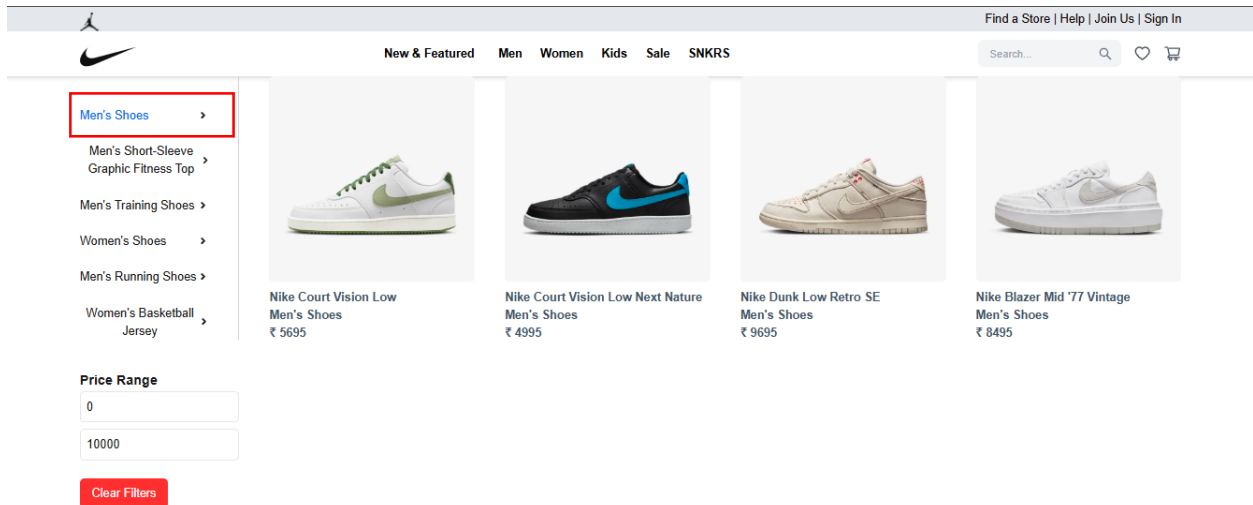 Find a Store | Help | Join Us | Sign In
New & Featured Men Women Kids Sale SNKRS
Search...
Men's Shoes
Men's Short-Sleeve
Graphic Fitness Top
Men's Training Shoes
Women's Shoes
Men's Running Shoes
Women's Basketball
Jersey
Price Range
0
10000
Clear Filters
Nike Court Vision Low
Men's Shoes
₹ 5695
Nike Court Vision Low Next Nature
Men's Shoes
₹ 4995
Nike Dunk Low Retro SE
Men's Shoes
₹ 9695
Nike Blazer Mid '77 Vintage
Men's Shoes
₹ 8495